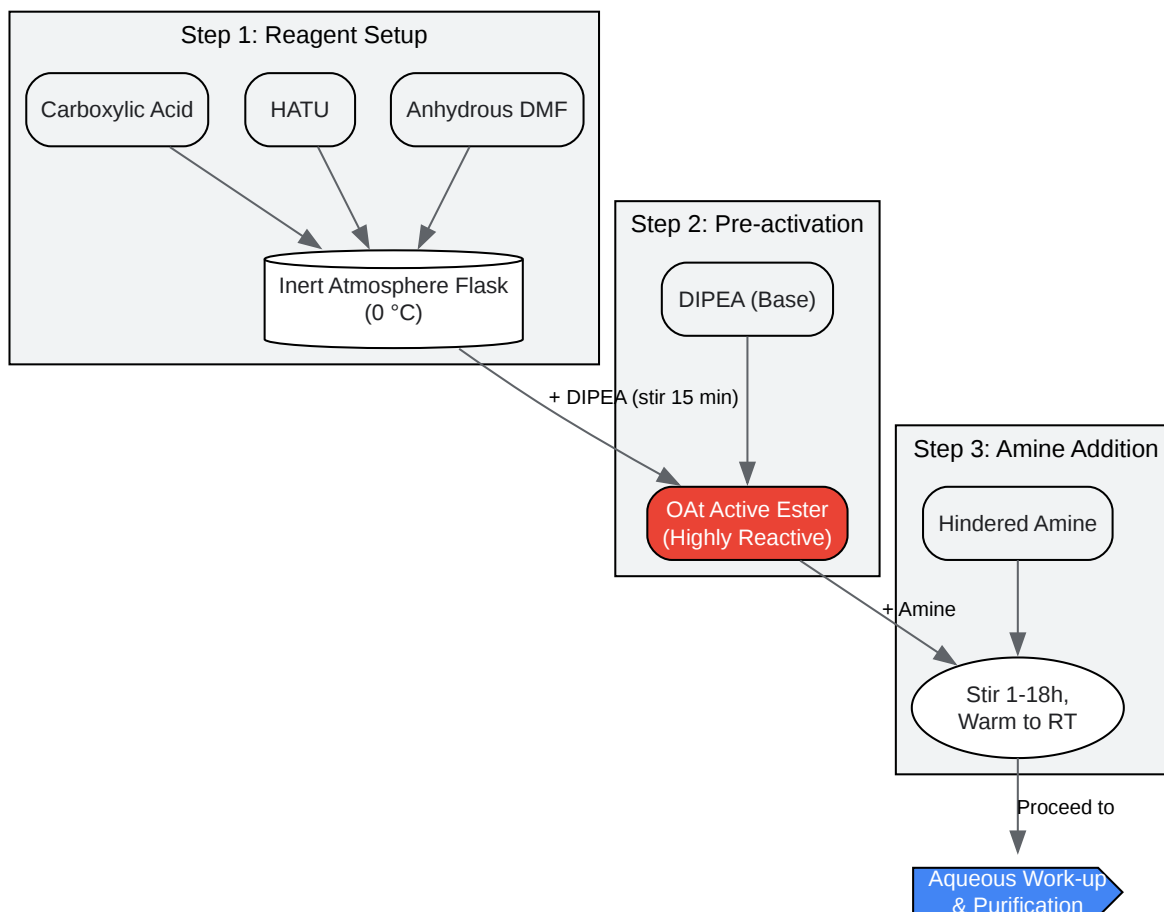 Step 1: Reagent Setup
Carboxylic Acid
HATU
Anhydrous DMF
Inert Atmosphere Flask
(0 °C)
Step 2: Pre-activation
DIPEA (Base)
+ DIPEA (stir 15 min)
OAt Active Ester
(Highly Reactive)
Step 3: Amine Addition
Hindered Amine
+ Amine
Stir 1-18h,
Warm to RT
Proceed to
Aqueous Work-up
& Purification